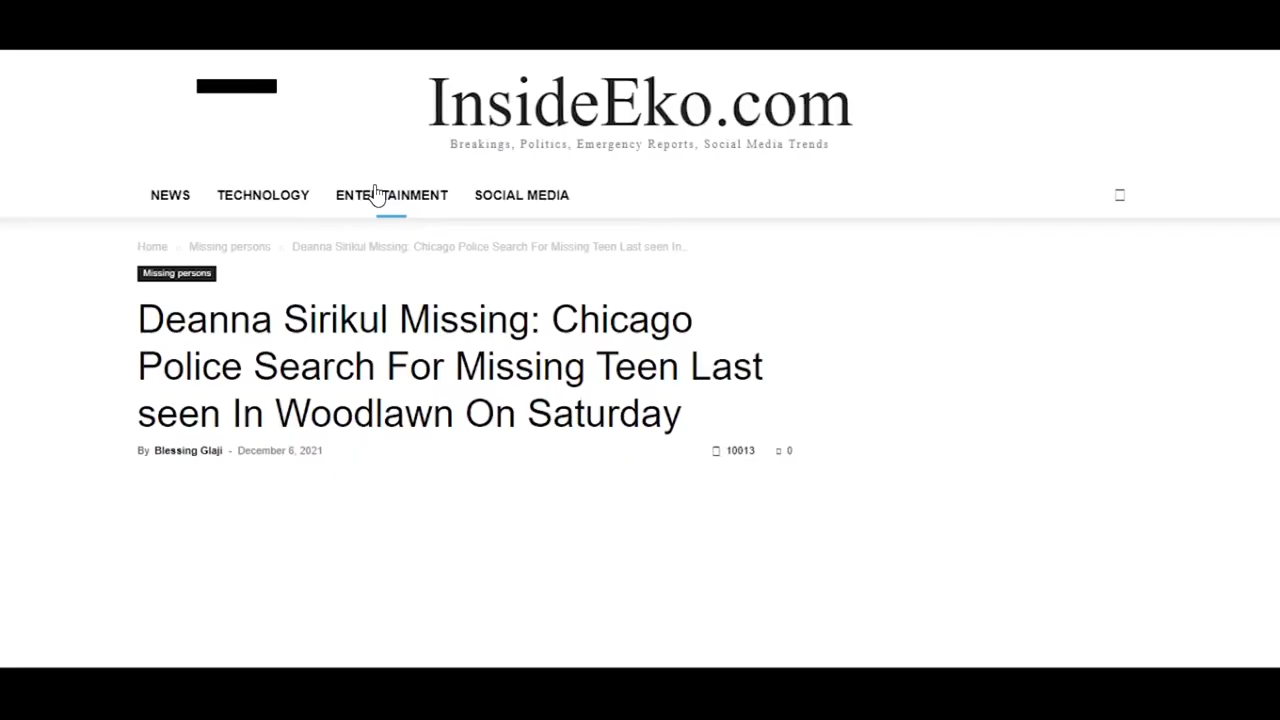 InsideEko.com
Breakings, Politics, Emergency Reports, Social Media Trends
NEWS TECHNOLOGY ENTERTAINMENT SOCIAL MEDIA
Home Missing persons Deanna Sirikul Missing: Chicago Police Search For Missing Teen Last seen In...
Missing persons
Deanna Sirikul Missing: Chicago
Police Search For Missing Teen Last
seen In Woodlawn On Saturday
By Blessing Glaji - December 6, 2021 10013 0